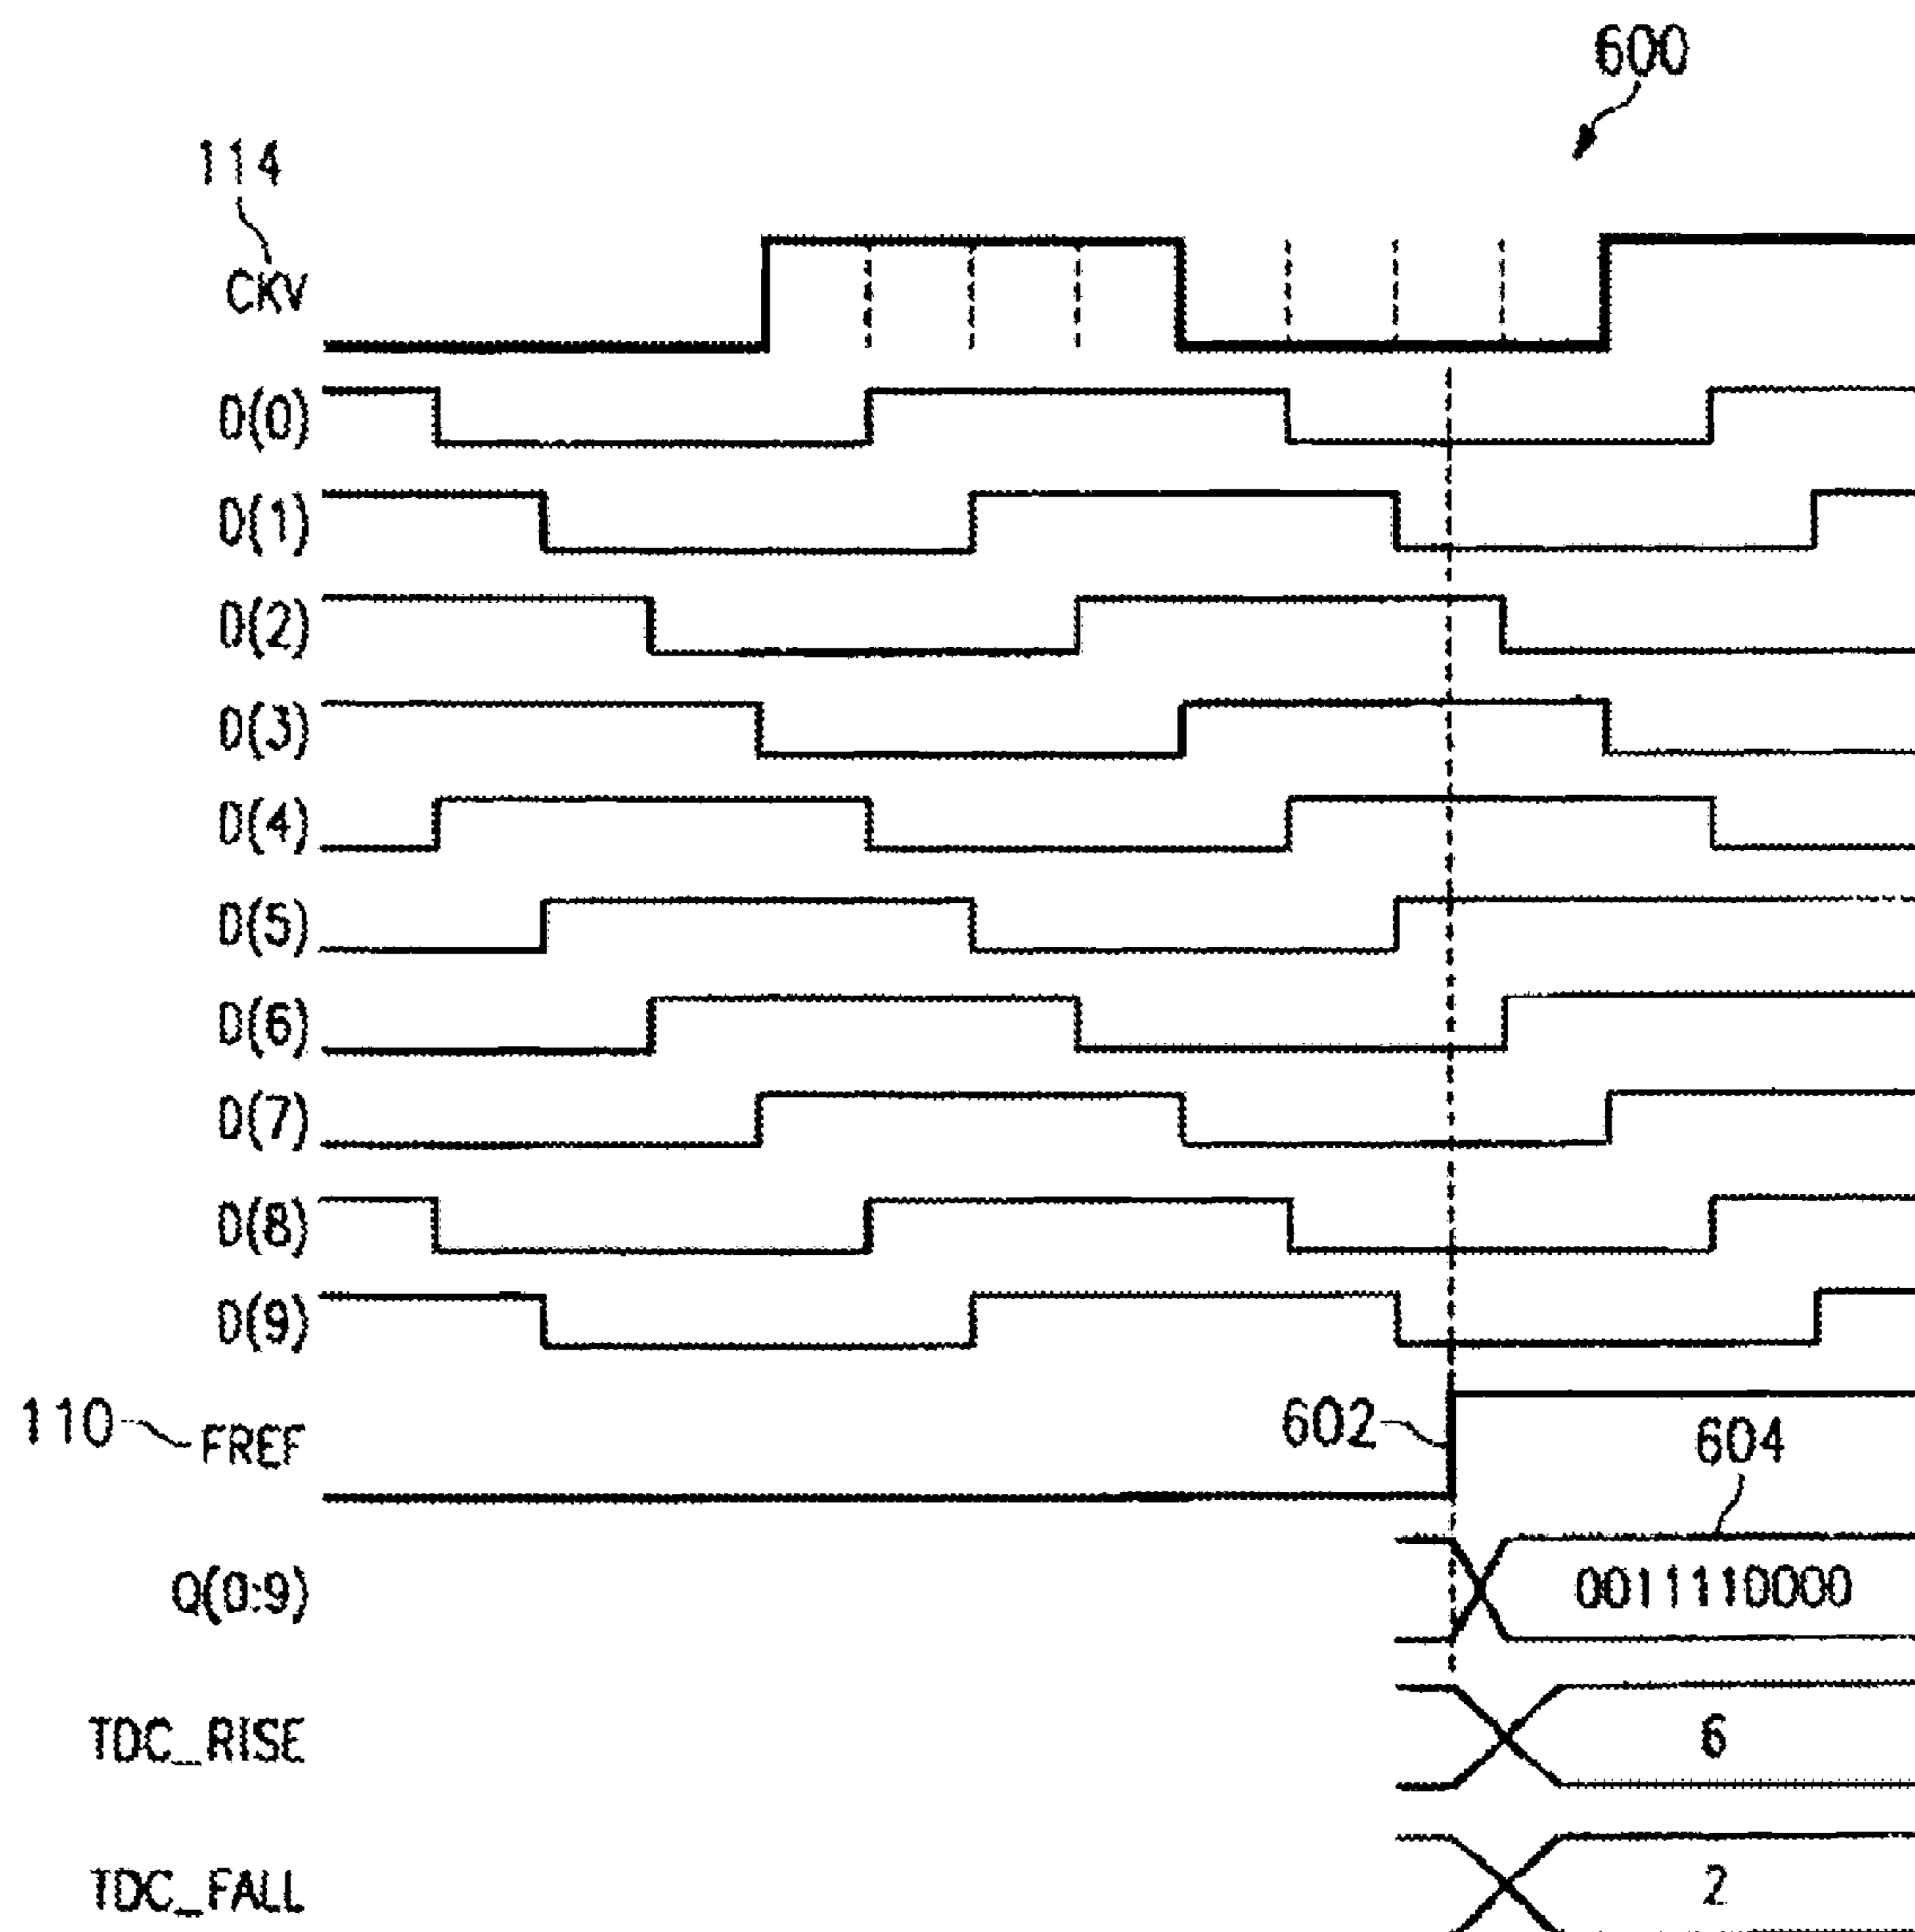 600
114
CKV
D(0)
D(1)
D(2)
D(3)
D(4)
D(5)
D(6)
D(7)
D(8)
D(9)
110
FREF
602
604
Q(0:9)
0011110000
TDC_RISE
6
TDC_FALL
2